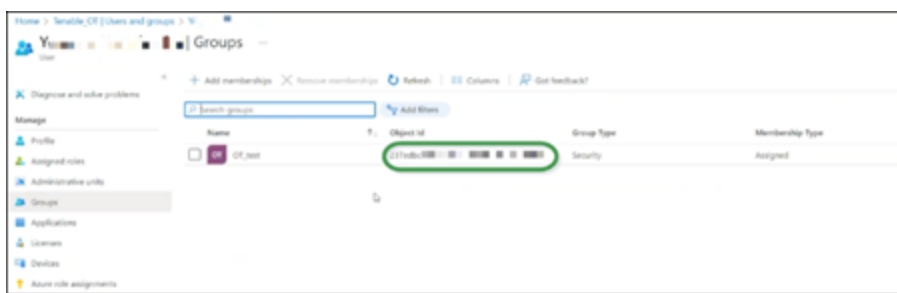 Home > Tenable_OT | Users and groups >
| Groups ...
User
+ Add memberships Remove memberships Refresh Columns Got feedback?
Diagnose and solve problems
Search groups
Add filters
Manage
Name Object Id Group Type Membership Type
Profile
OT OT_test Security Assigned
Assigned roles
Administrative units
Groups
Applications
Licenses
Devices
Azure role assignments